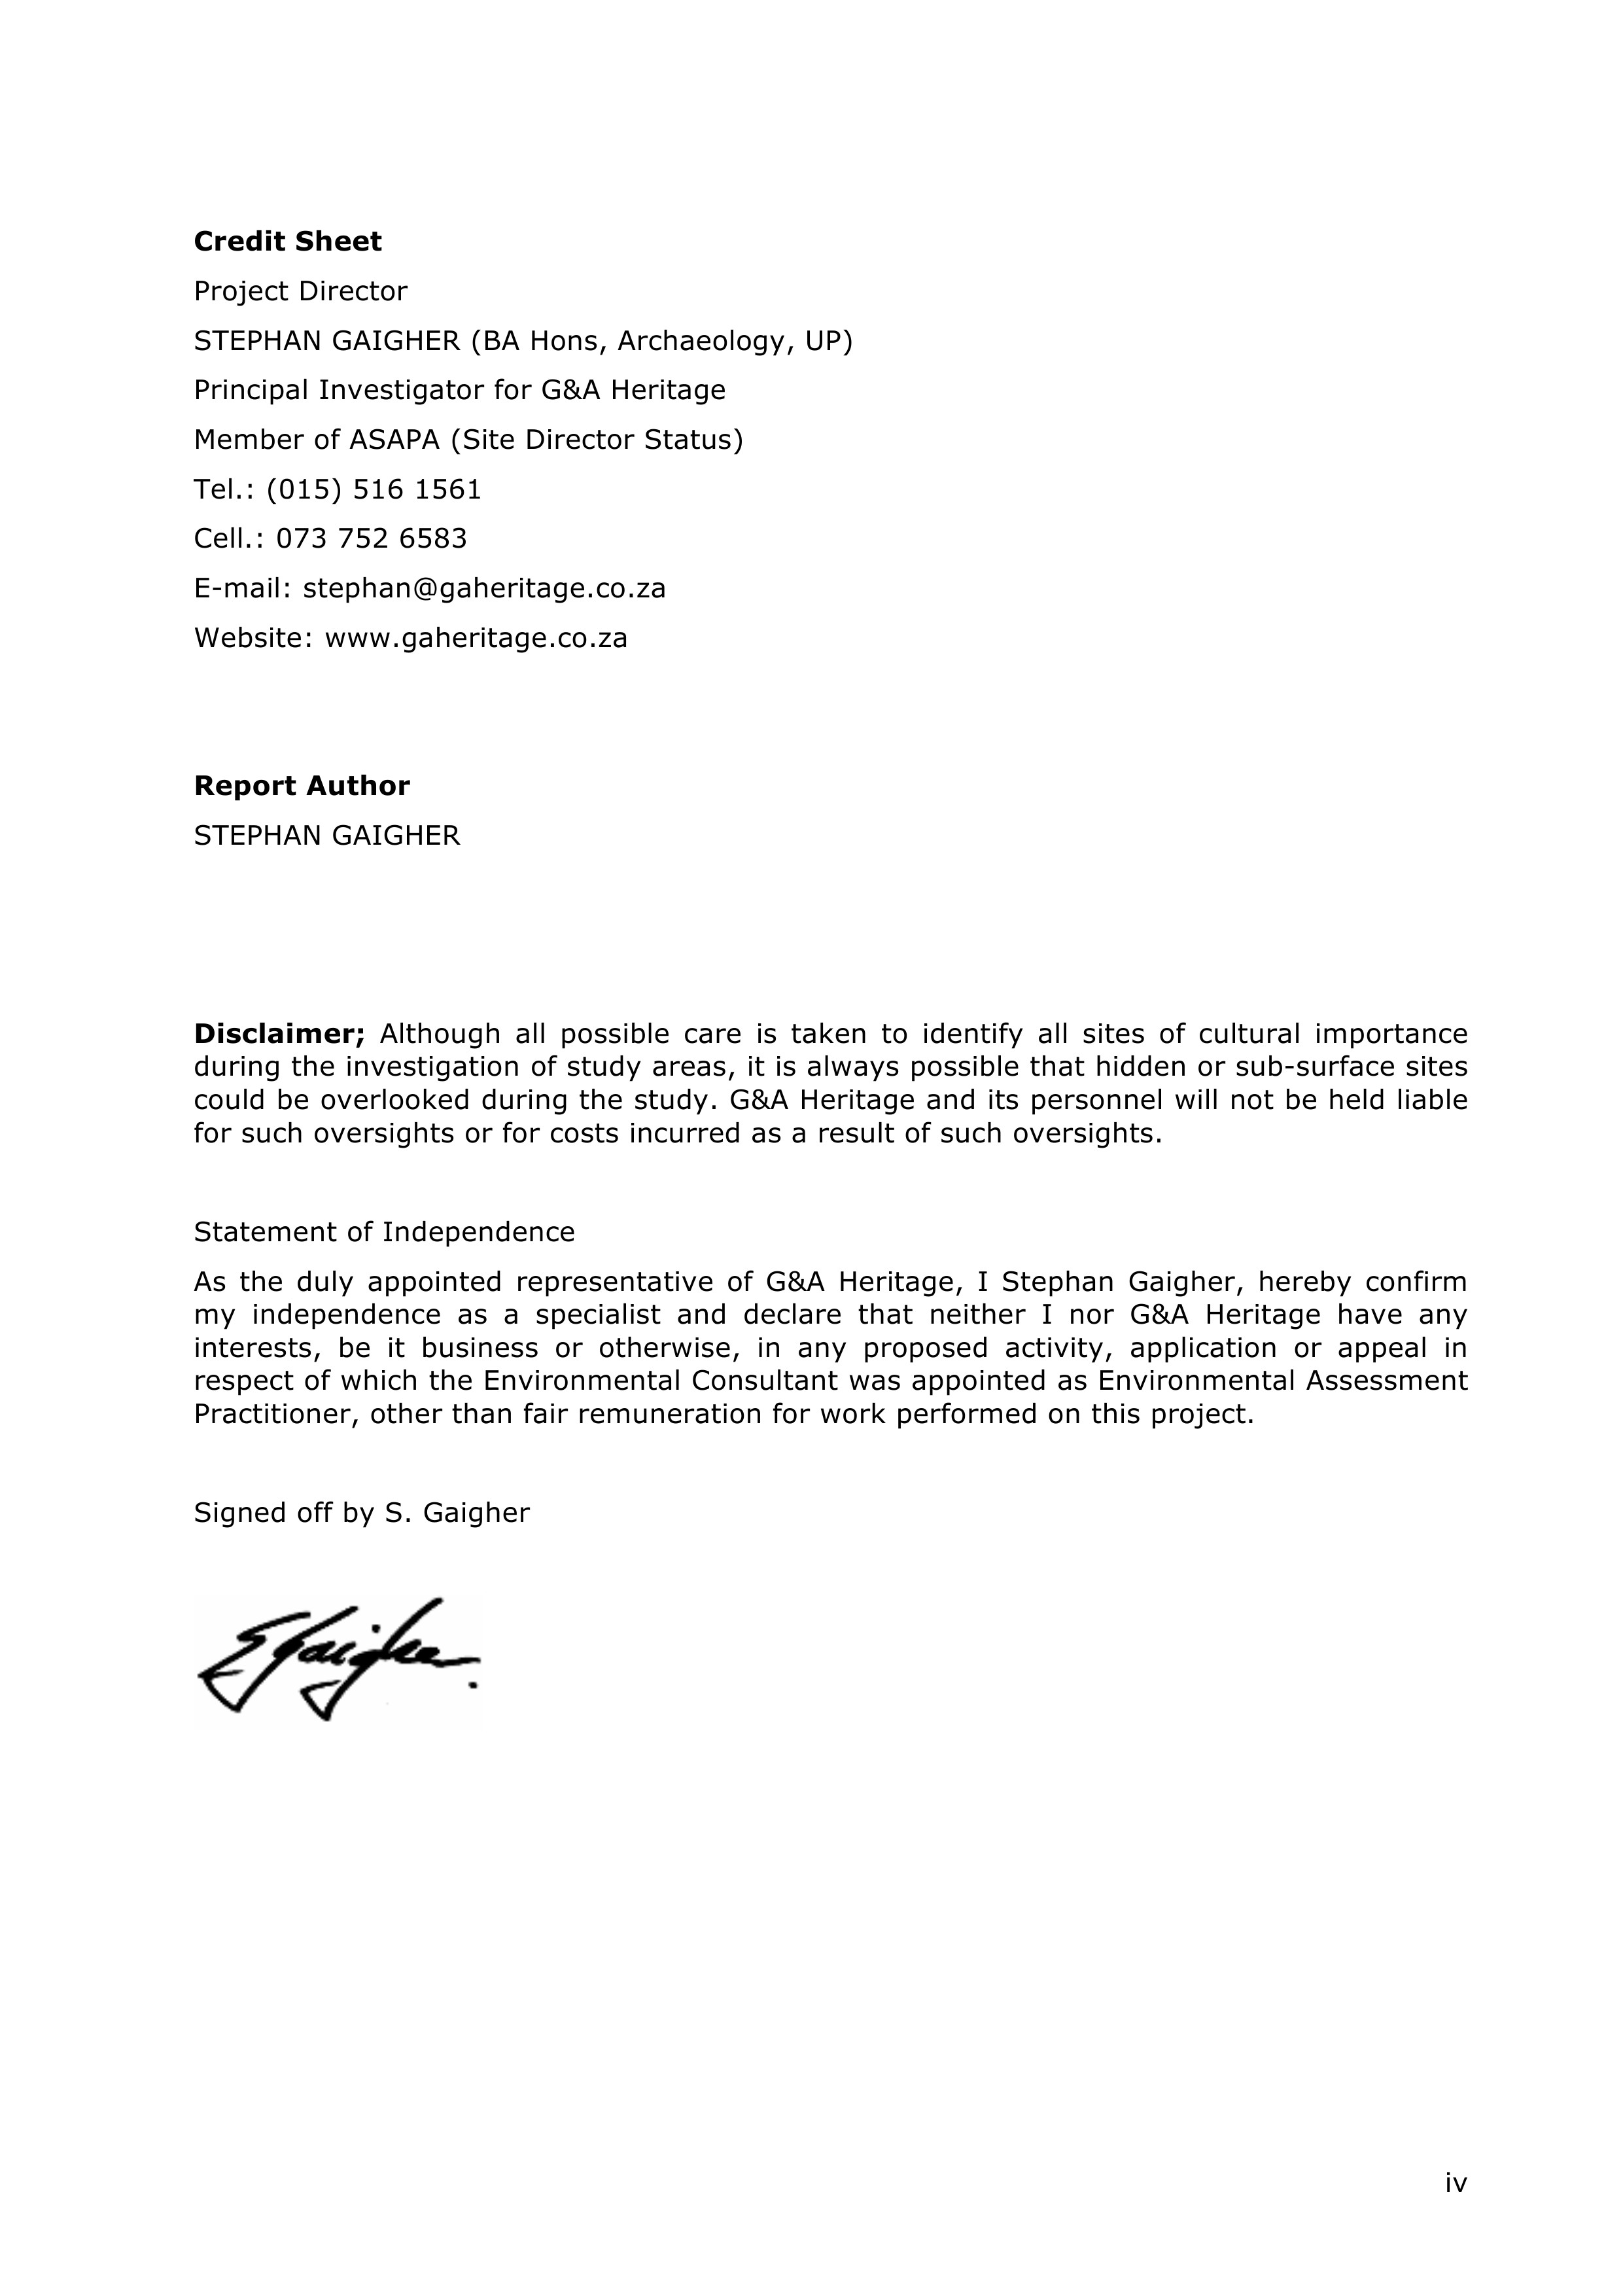 Credit Sheet
Project Director
STEPHAN GAIGHER (BA Hons, Archaeology, UP)
Principal Investigator for G&A Heritage
Member of ASAPA (Site Director Status)
Tel.: (015) 516 1561
Cell.: 073 752 6583
E-mail: stephan@gaheritage.co.za
Website: www.gaheritage.co.za
Report Author
STEPHAN GAIGHER
Disclaimer; Although all possible care is taken to identify all sites of cultural importance
during the investigation of study areas, it is always possible that hidden or sub-surface sites
could be overlooked during the study. G&A Heritage and its personnel will not be held liable
for such oversights or for costs incurred as a result of such oversights.
Statement of Independence
As the duly appointed representative of G&A Heritage, I Stephan Gaigher, hereby confirm
my independence as a specialist and declare that neither I nor G&A Heritage have any
interests, be it business or otherwise, in any proposed activity, application or appeal in
respect of which the Environmental Consultant was appointed as Environmental Assessment
Practitioner, other than fair remuneration for work performed on this project.
Signed off by S. Gaigher
SGaigher.
iv